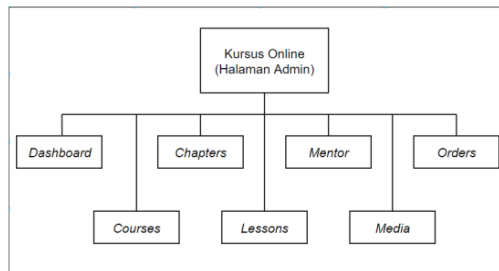 Kursus Online
(Halaman Admin)
Dashboard
Chapters
Mentor
Orders
Courses
Lessons
Media